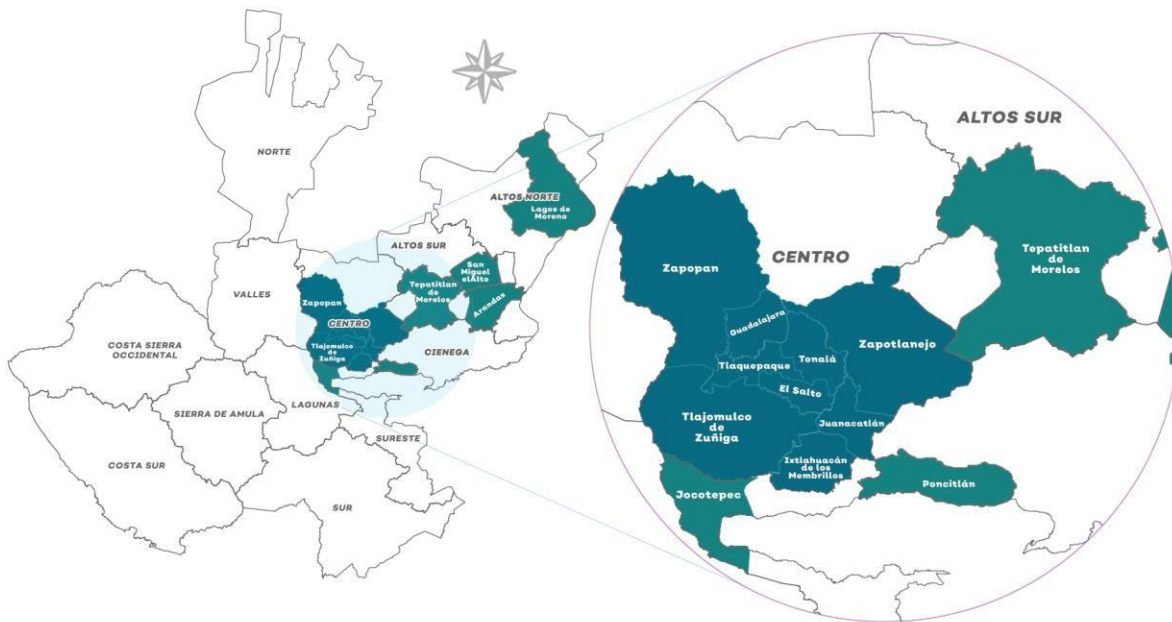 NORTE
ALTOS NORTE
Lagos de
Moreno
ALTOS SUR
San
Miguel
elAlto
Tepatitlan
de
Morelos
Arandas
VALLES
Zapopan
CENTRO
Tlajomulco
de
Zuñiga
CIENEGA
COSTA SIERRA
OCCIDENTAL
SIERRA DE AMULA
LAGUNAS
SURESTE
COSTA SUR
SUR
ALTOS SUR
Tepatitlan
de
Morelos
CENTRO
Zapopan
Guadalajara
Zapotlanejo
Tonalá
Tlaquepaque
El Salto
Tlajomulco
de
Zuñiga
Juanacatlán
Ixtlahuacán
de los
Membrillos
Poncitlán
Jocotepec